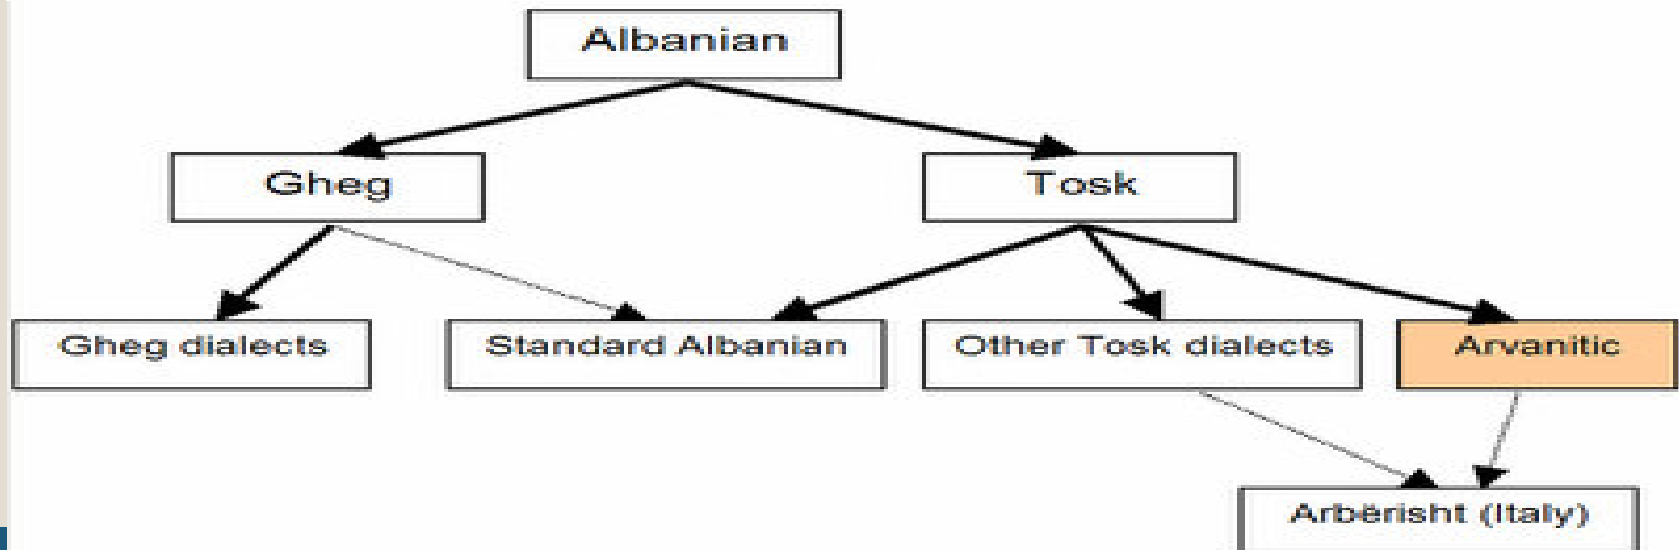 Albanian
Gheg
Tosk
Gheg dialects
Standard Albanian
Other Tosk dialects
Arvanitic
Arbërisht (Italy)